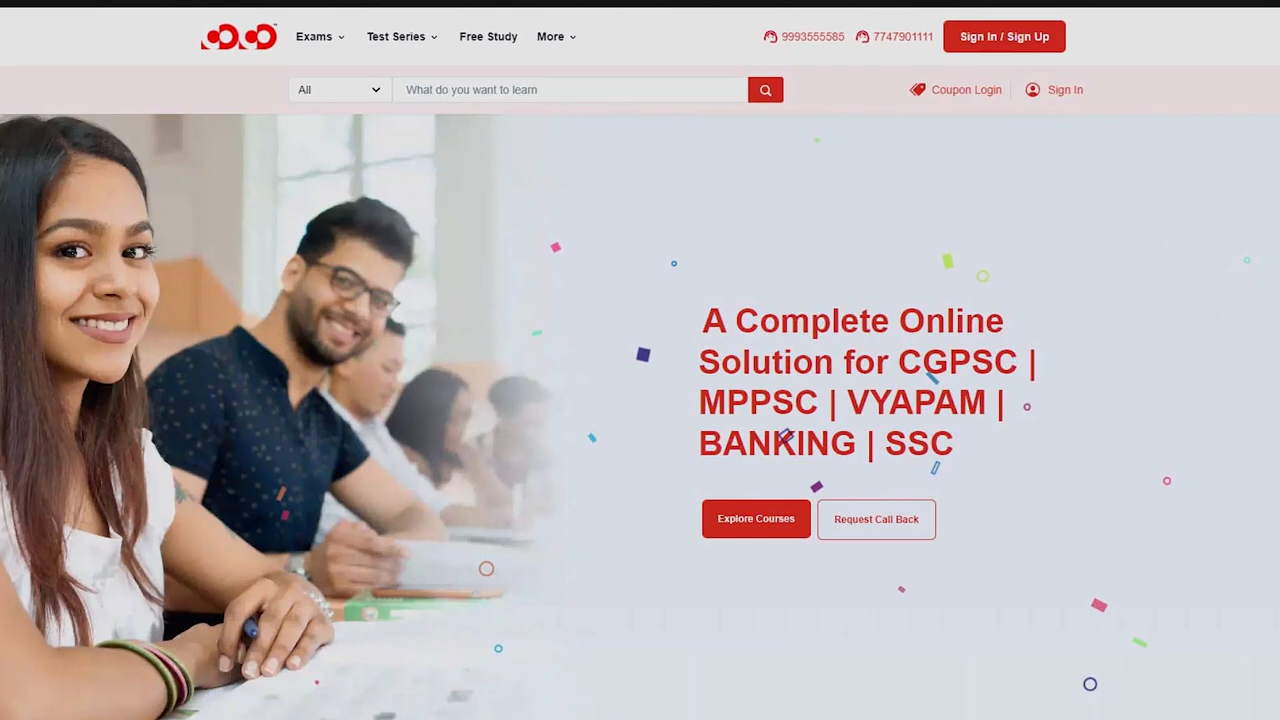 Exams
Test Series
Free Study
More
9993555585
7747901111
Sign In / Sign Up
All
What do you want to learn
Coupon Login
Sign In
A Complete Online
Solution for CGPSC |
MPPSC | VYAPAM |
BANKING | SSC
Explore Courses
Request Call Back